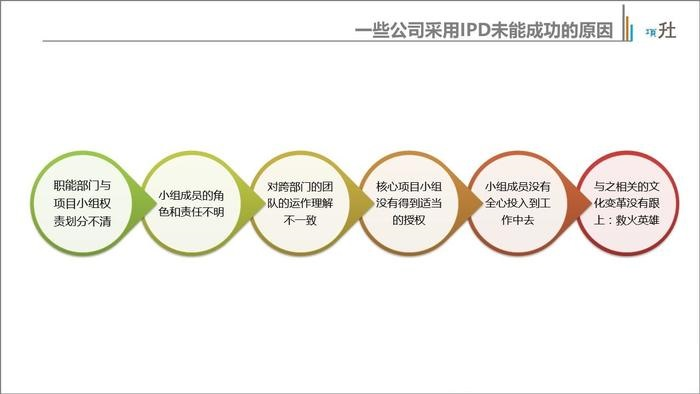 一些公司采用IPD未能成功的原因
項升
职能部门与
项目小组权
责划分不清
小组成员的角
色和责任不明
对跨部门的团
队的运作理解
不一致
核心项目小组
没有得到适当
的授权
小组成员没有
全心投入到工
作中去
与之相关的文
化变革没有跟
上：救火英雄